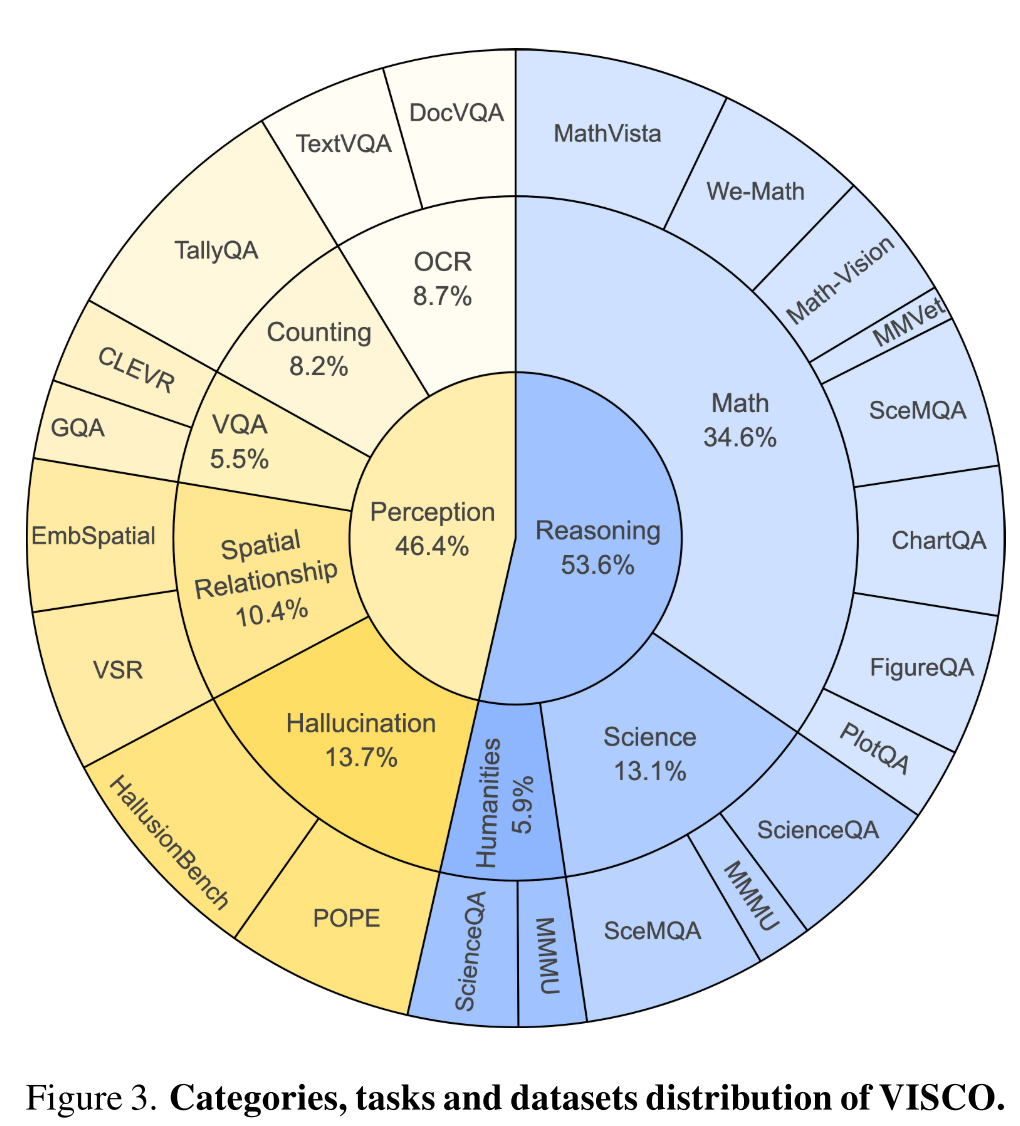 DocVQA
TextVQA
MathVista
We-Math
TallyQA
OCR
8.7%
Math-Vision
MMVet
Counting
8.2%
CLEVR
SceMQA
Math
34.6%
VQA
5.5%
GQA
Perception
46.4%
Reasoning
53.6%
EmbSpatial
Spatial
Relationship
10.4%
ChartQA
VSR
FigureQA
Hallucination
13.7%
Science
13.1%
PlotQA
Humanities
5.9%
HallusionBench
ScienceQA
POPE
ScienceQA
MMMU
SceMQA
MMMU
Figure 3. Categories, tasks and datasets distribution of VISCO.